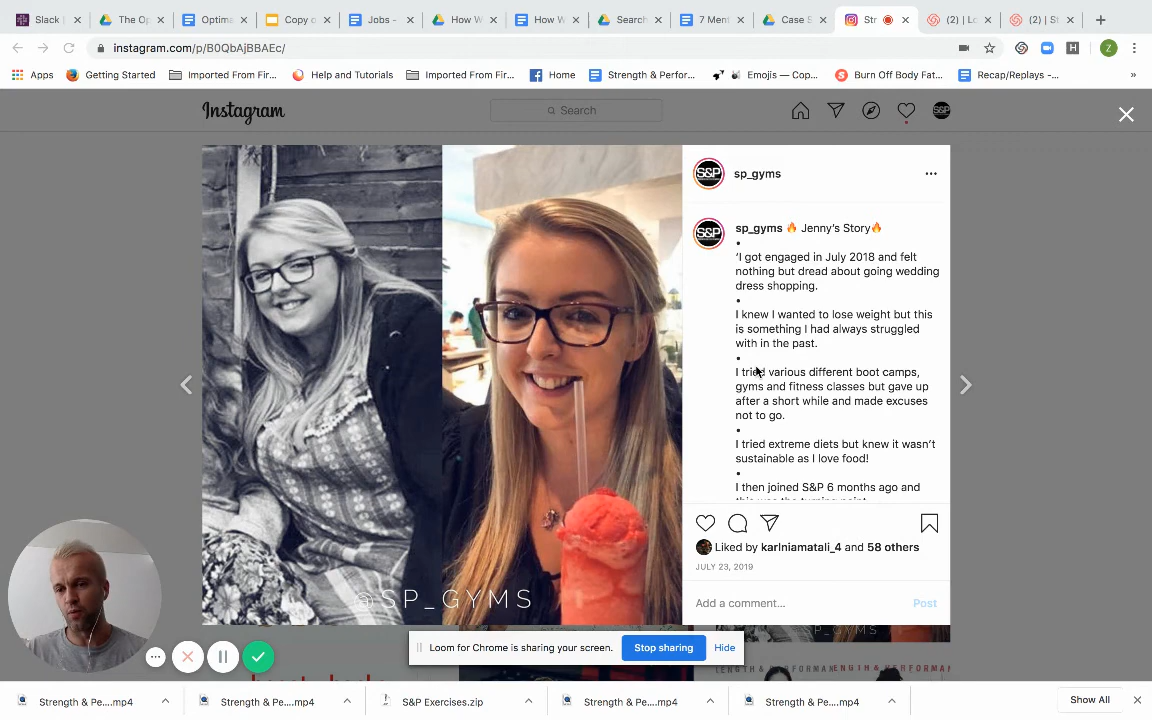 Slack
The Op
Optima
Copy o
Jobs -
How W
How W
Search
7 Ment
Case S
Str
(2) | Lo
(2) | St
instagram.com/p/B0QbAjBBAEc/
H
Z
Apps
Getting Started
Imported From Fir...
Help and Tutorials
Imported From Fir...
Home
Strength & Perfor...
Emojis — Cop...
Burn Off Body Fat...
Recap/Replays -...
»
Instagram
Search
S&P
S&P
sp_gyms
S&P
sp_gyms 🔥 Jenny's Story🔥
•
'I got engaged in July 2018 and felt
nothing but dread about going wedding
dress shopping.
•
I knew I wanted to lose weight but this
is something I had always struggled
with in the past.
•
I tried various different boot camps,
gyms and fitness classes but gave up
after a short while and made excuses
not to go.
•
I tried extreme diets but knew it wasn't
sustainable as I love food!
•
I then joined S&P 6 months ago and
this was the turning point
Liked by karlniamatali_4 and 58 others
JULY 23, 2019
Add a comment...
Post
@SP_GYMS
Loom for Chrome is sharing your screen.
Stop sharing
Hide
Strength & Pe....mp4
Strength & Pe....mp4
S&P Exercises.zip
Strength & Pe....mp4
Strength & Pe....mp4
Show All